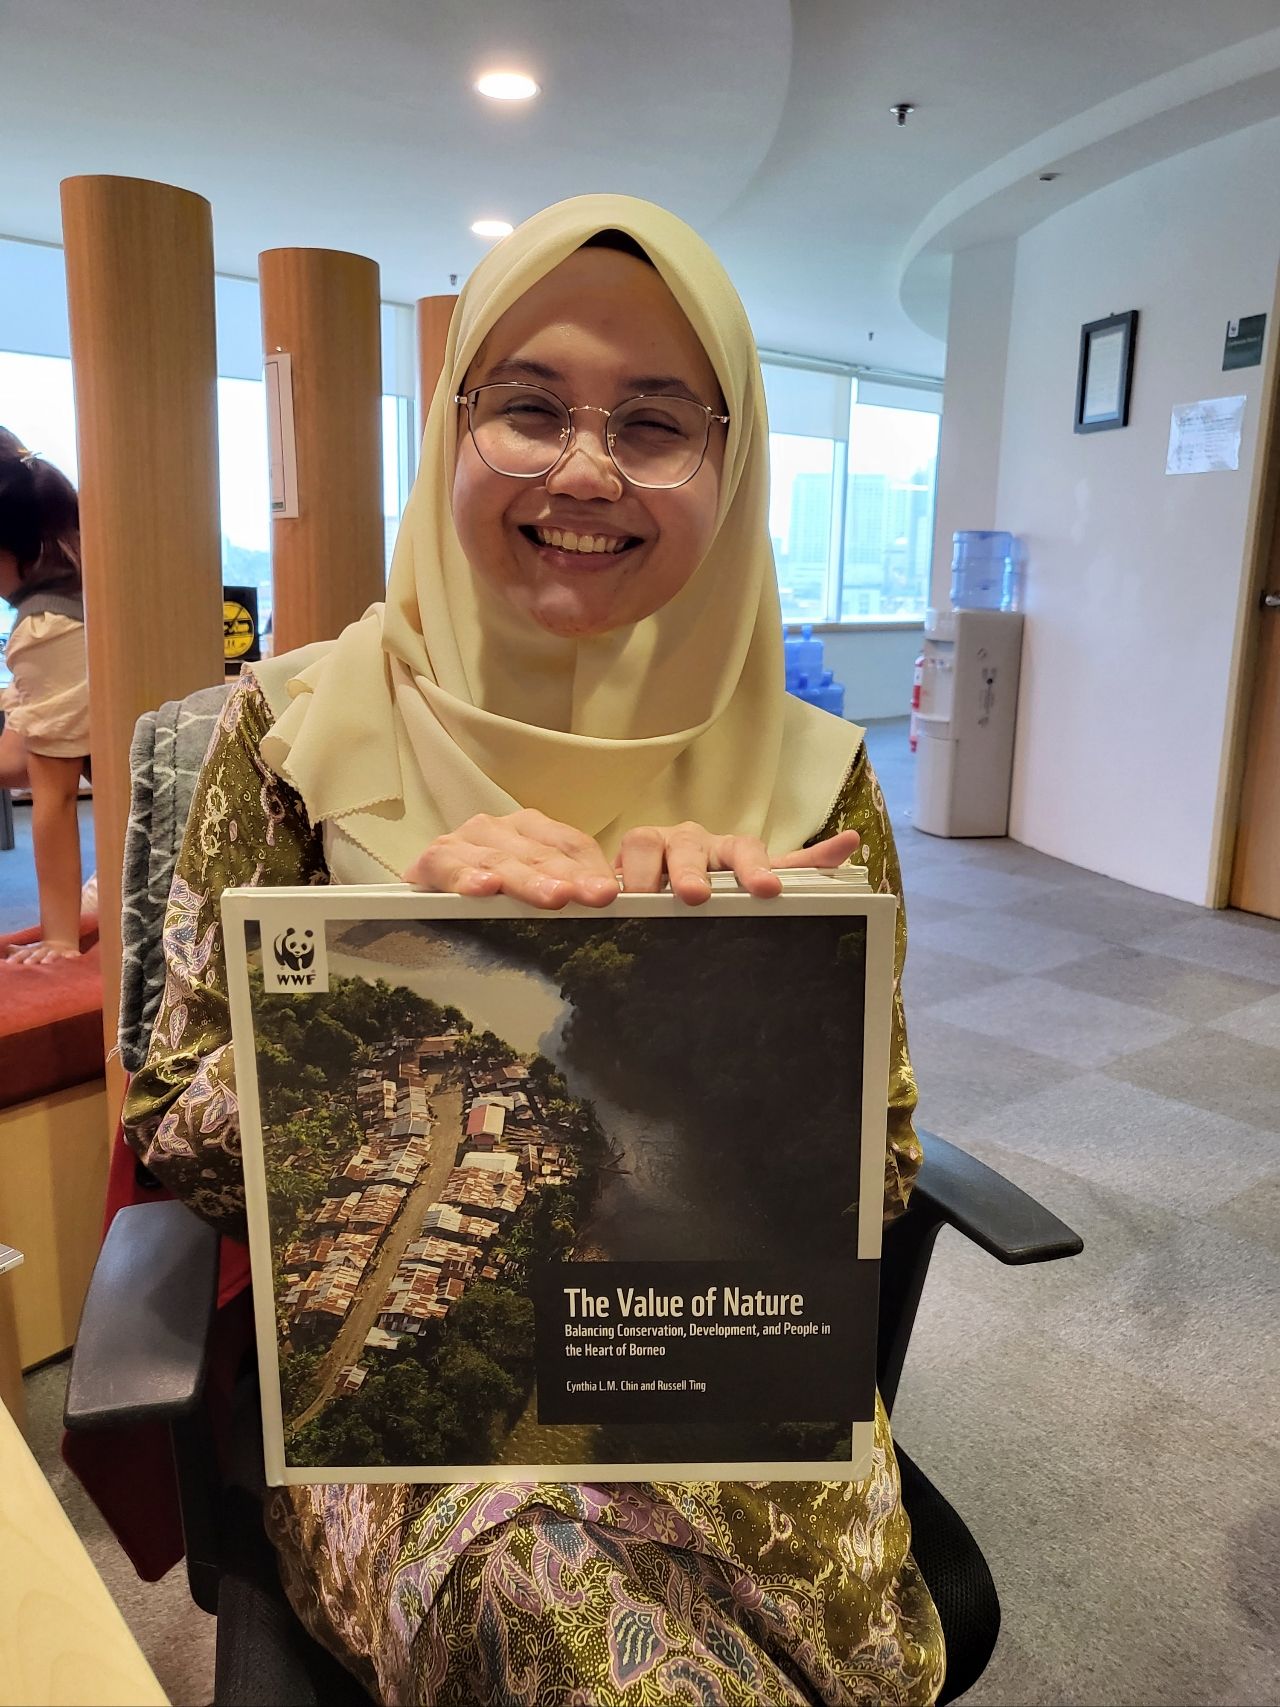 WWF
The Value of Nature
Balancing Conservation, Development, and People in
the Heart of Borneo
Cynthia L.M. Chin and Russell Ting